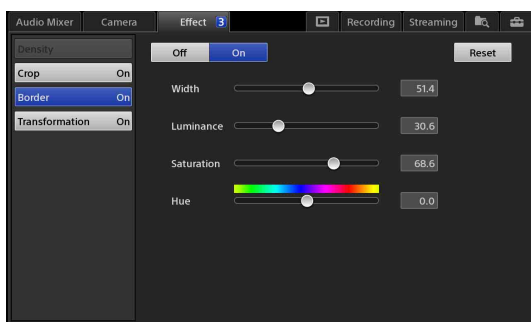 Audio Mixer Camera Effect 3 Recording Streaming
Density
Off On Reset
Crop On
Border On
Transformation On
Width 51.4
Luminance 30.6
Saturation 68.6
Hue 0.0